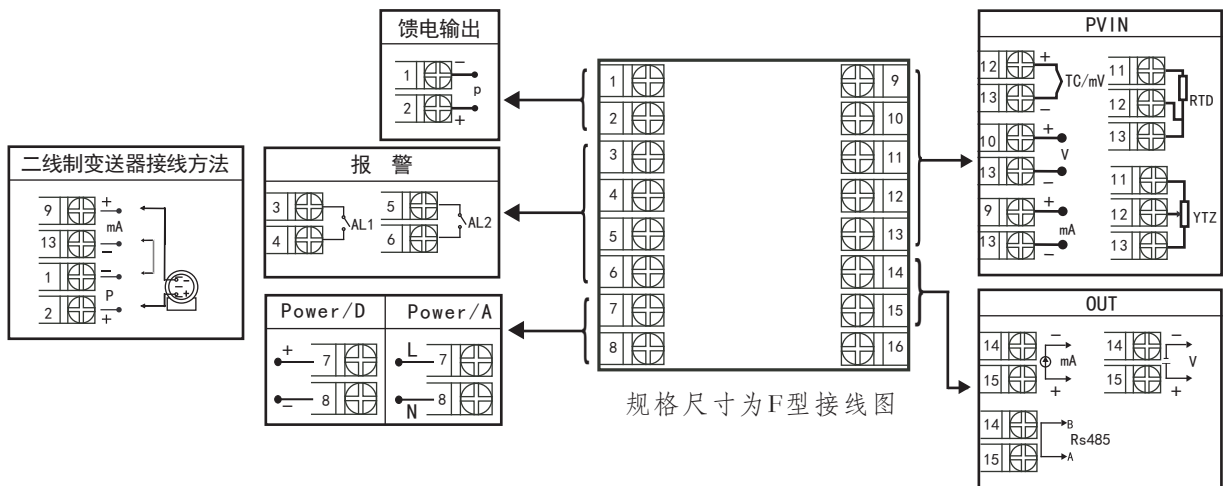 馈电输出
1
－
2
p
+
二线制变送器接线方法
9
+
mA
13
－
1
－
P
2
+
报 警
3
AL1
4
5
AL2
6
Power/D
Power/A
+
7
L
7
－
8
N
8
1
2
3
4
5
6
7
8
9
10
11
12
13
14
15
16
规格尺寸为F型接线图
PVIN
12
+
TC/mV
13
－
10
+
V
13
－
9
+
mA
13
－
11
12
RTD
13
11
12
YTZ
13
OUT
14
－
mA
15
+
14
－
V
15
+
14
B
Rs485
15
A